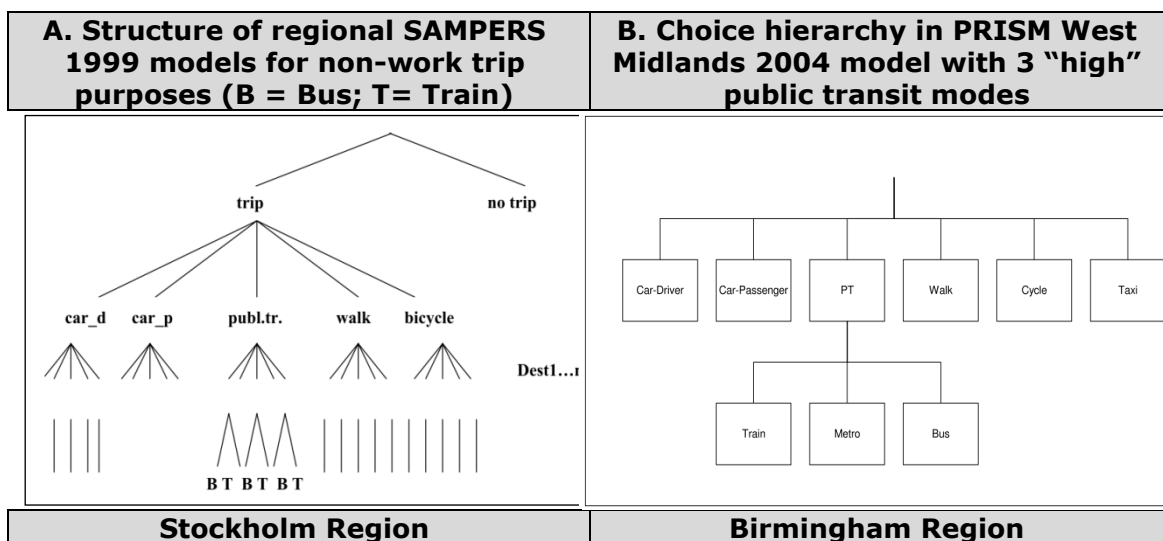 A. Structure of regional SAMPERS
1999 models for non-work trip
purposes (B = Bus; T= Train)
B. Choice hierarchy in PRISM West
Midlands 2004 model with 3 “high”
public transit modes
trip
no trip
car_d
car_p
publ.tr.
walk
bicycle
Dest1…
B T B T B T
Car-Driver
Car-Passenger
PT
Walk
Cycle
Taxi
Train
Metro
Bus
Stockholm Region
Birmingham Region